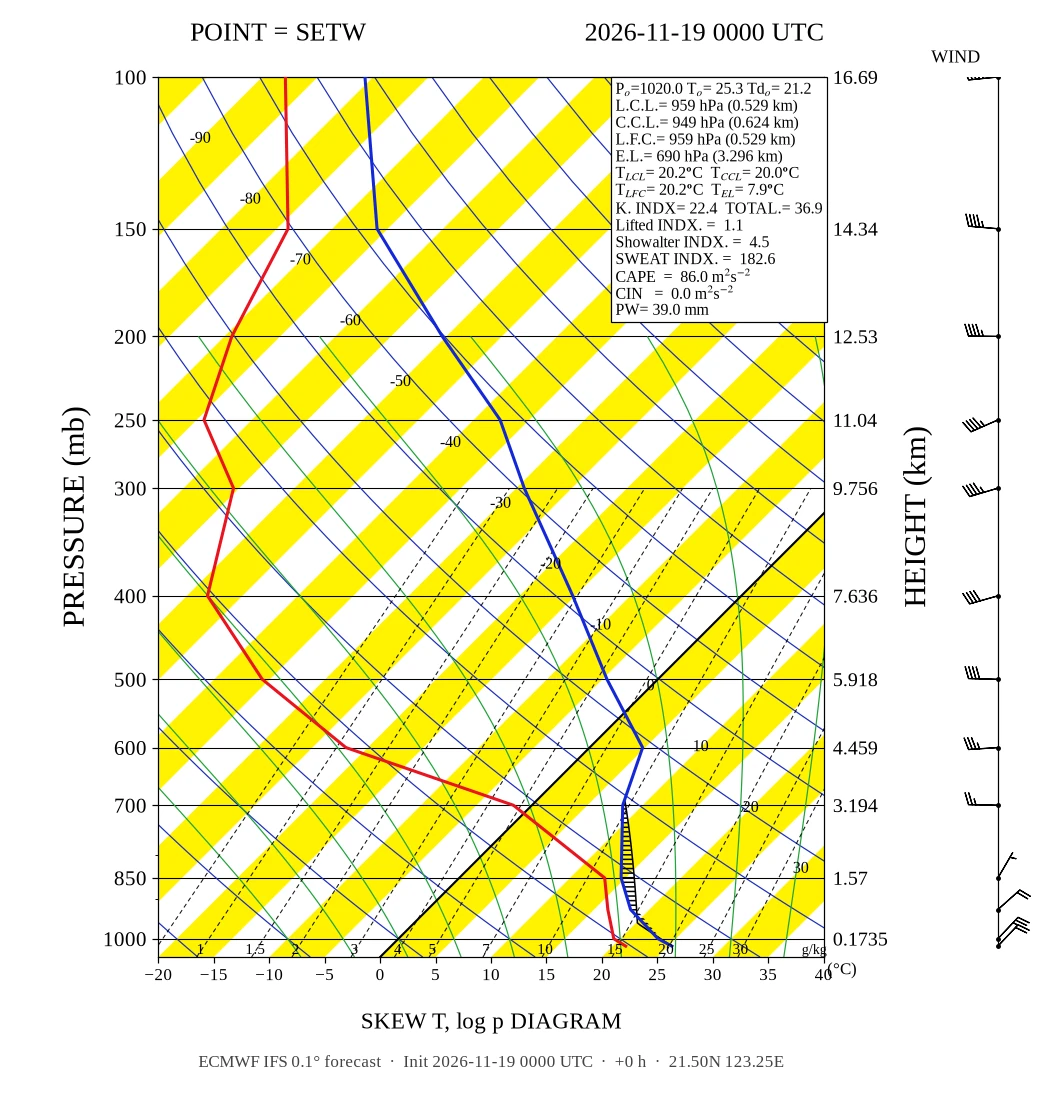 POINT = SETW
2026-11-19 0000 UTC
WIND
P₀=1020.0 T₀= 25.3 Td₀= 21.2
L.C.L.= 959 hPa (0.529 km)
C.C.L.= 949 hPa (0.624 km)
L.F.C.= 959 hPa (0.529 km)
E.L.= 690 hPa (3.296 km)
T_LCL= 20.2°C T_CCL= 20.0°C
T_LFC= 20.2°C T_EL= 7.9°C
K. INDX= 22.4 TOTAL.= 36.9
Lifted INDX. = 1.1
Showalter INDX. = 4.5
SWEAT INDX. = 182.6
CAPE = 86.0 m²s⁻²
CIN = 0.0 m²s⁻²
PW= 39.0 mm
PRESSURE (mb)
100
150
200
250
300
400
500
600
700
850
1000
16.69
14.34
12.53
11.04
9.756
7.636
5.918
4.459
3.194
1.57
0.1735
HEIGHT (km)
-90
-80
-70
-60
-50
-40
-30
-20
-10
0
10
20
30
1 1.5 2 3 4 5 7 10 15 20 25 30 g/kg
−20 −15 −10 −5 0 5 10 15 20 25 30 35 40 (°C)
SKEW T, log p DIAGRAM
ECMWF IFS 0.1° forecast · Init 2026-11-19 0000 UTC · +0 h · 21.50N 123.25E